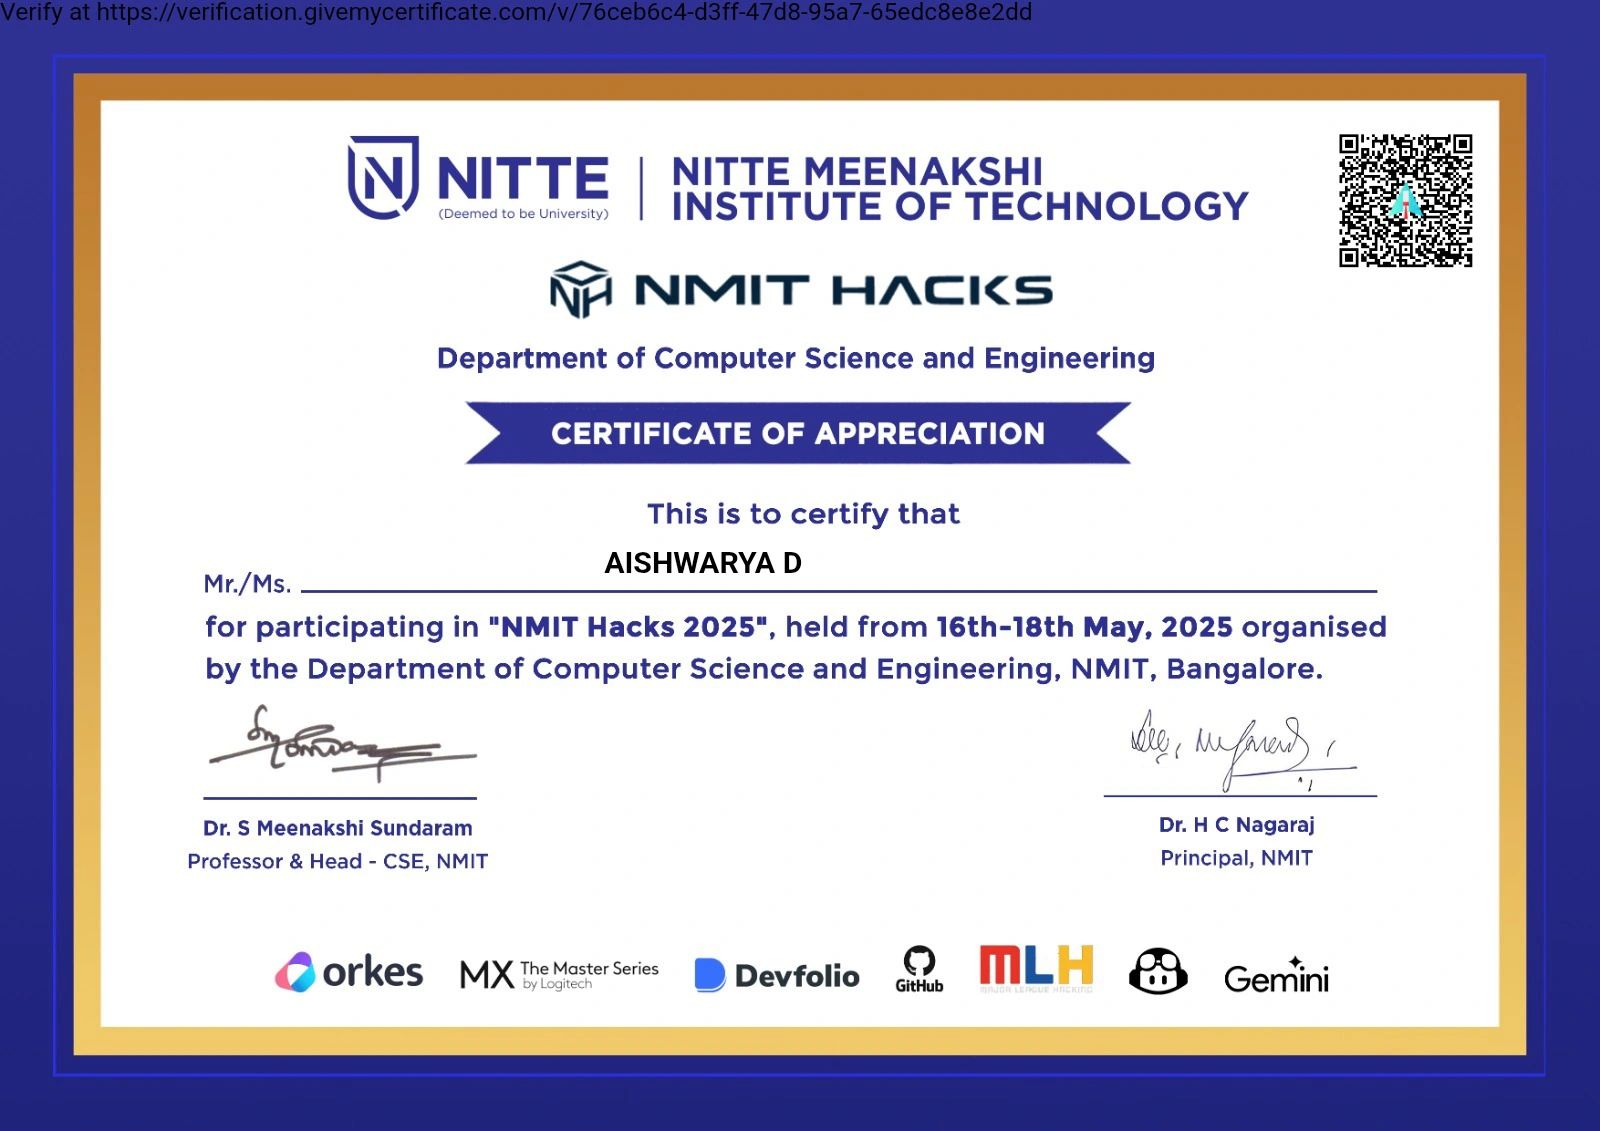 Verify at https://verification.givemycertificate.com/v/76ceb6c4-d3ff-47d8-95a7-65edc8e8e2dd
NITTE
(Deemed to be University)
NITTE MEENAKSHI
INSTITUTE OF TECHNOLOGY
NMIT HACKS
Department of Computer Science and Engineering
CERTIFICATE OF APPRECIATION
This is to certify that
AISHWARYA D
Mr./Ms.
for participating in "NMIT Hacks 2025", held from 16th-18th May, 2025 organised
by the Department of Computer Science and Engineering, NMIT, Bangalore.
Dr. S Meenakshi Sundaram
Professor & Head - CSE, NMIT
Dr. H C Nagaraj
Principal, NMIT
orkes
MX The Master Series
by Logitech
Devfolio
GitHub
MLH
MAJOR LEAGUE HACKING
Gemini